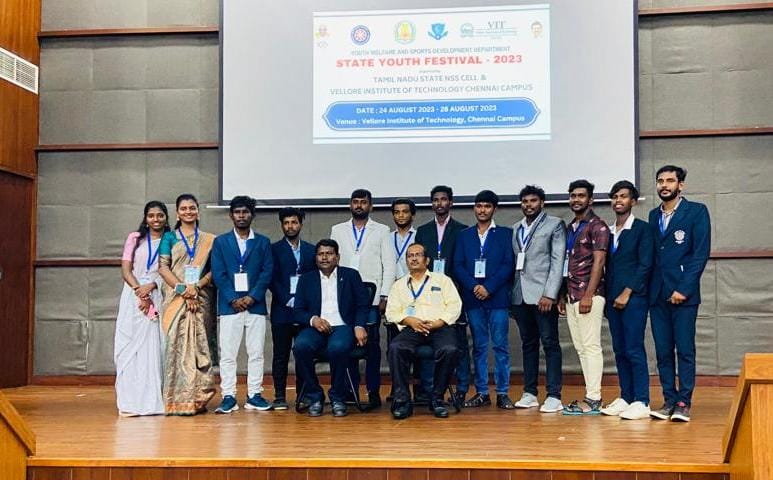 VIT
YOUTH WELFARE AND SPORTS DEVELOPMENT DEPARTMENT
STATE YOUTH FESTIVAL - 2023
TAMIL NADU STATE NSS CELL &
VELLORE INSTITUTE OF TECHNOLOGY CHENNAI CAMPUS
DATE : 24 AUGUST 2023 - 28 AUGUST 2023
Venue : Vellore Institute of Technology, Chennai Campus